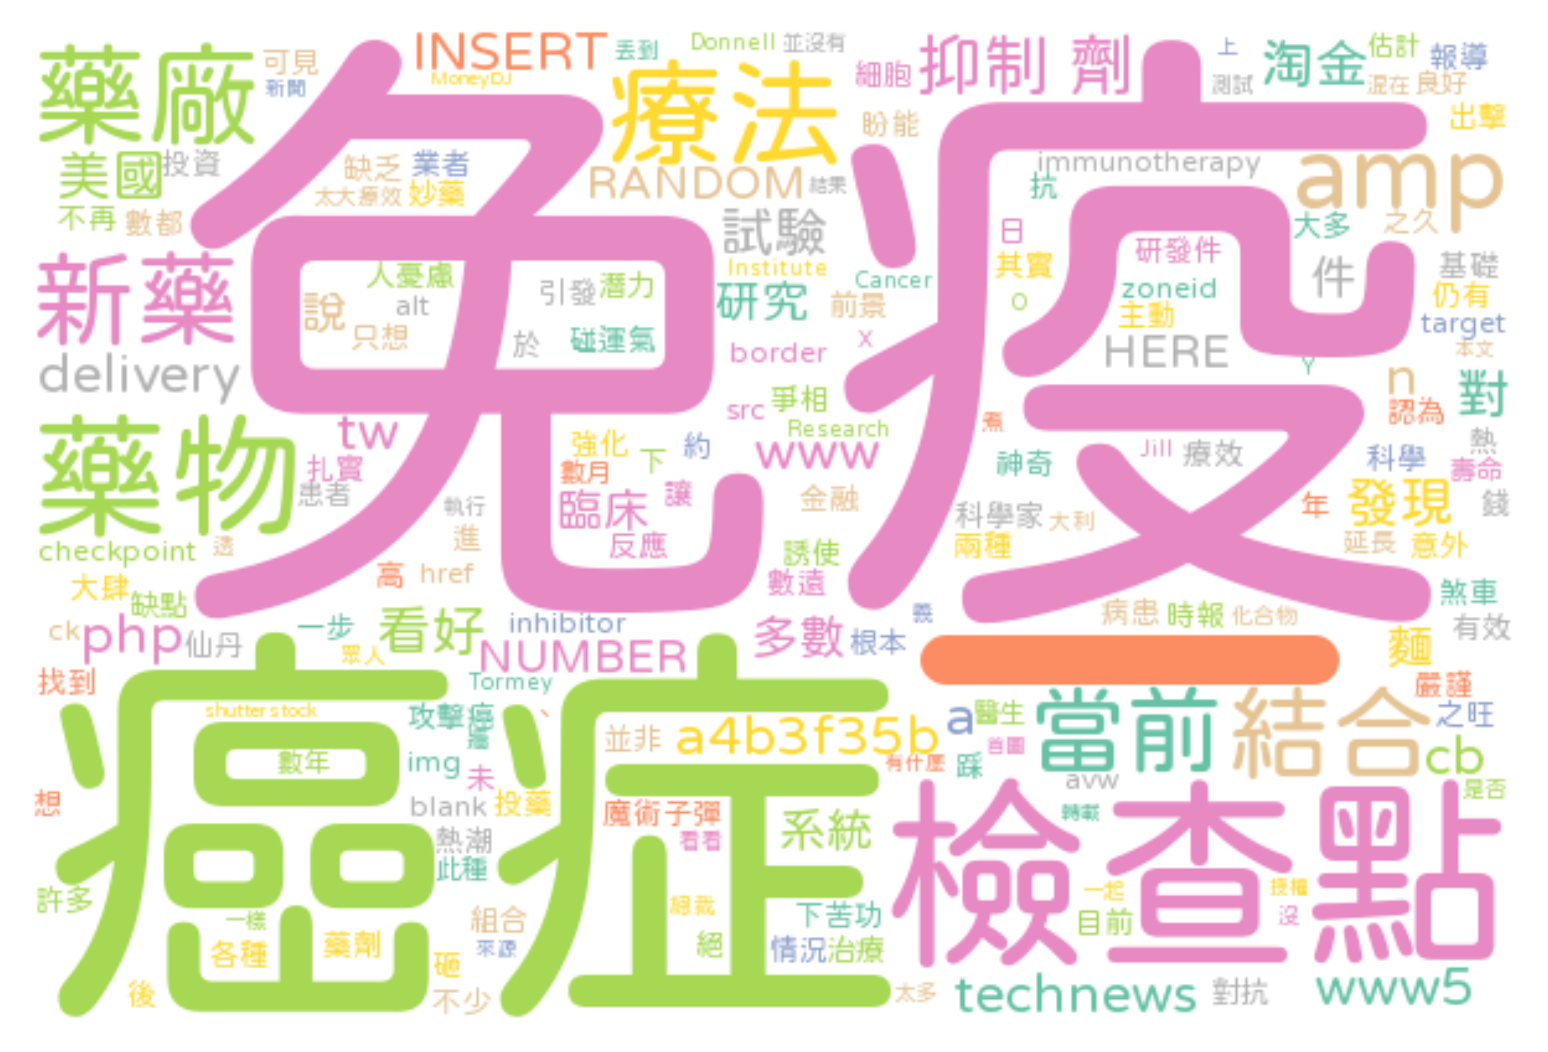 INSERT
丟到
Donnell
並沒有
抑制 劑
上
淘金
估計
藥廠
可見
新聞
MoneyDJ
療法
細胞
測試
混在
良好
報導
免疫
盼能
出擊
美國
投資
缺乏
業者
immunotherapy
amp
太大
療效
妙藥
RANDOM
結果
抗
不再
數都
試驗
日
大多
之久
新藥
人憂慮
Institute
其實
研發件
件
基礎
說
alt
引發
潛力
研究
前景
Cancer
O
zoneid
仍有
只想
於
碰運氣
主動
target
delivery
border
X
HERE
Y
本文
藥物
tw
src
爭相
n
對
認為
Research
煮
強化
下
約
www
Jill
療效
科學
熱
扎實
數月
神奇
壽命
患者
執行
臨床
讓
金融
科學家
大利
年
發現
錢
checkpoint
透
進
反應
誘使
兩種
延長
意外
大肆
高
href
數遠
缺點
煞車
ck
php
仙丹
一步
看好
inhibitor
義
病患
時報
化合物
有效
眾人
NUMBER
多數
根本
麵
找到
Tormey
一
嚴謹
癌症
shutterstock
攻擊癌
、
並非
a4b3f35b
a
醫生
當前
結合
之旺
首圖
數年
img
未
有什麼
踩
cb
avw
想
blank
投藥
魔術子彈
系統
檢查點
是否
熱潮
看看
轉載
此種
許多
一樣
組合
總裁
下苦功
一起
授權
各種
藥劑
來源
絕
情況
治療
目前
沒
砸
後
不少
太多
technews
對抗
www5